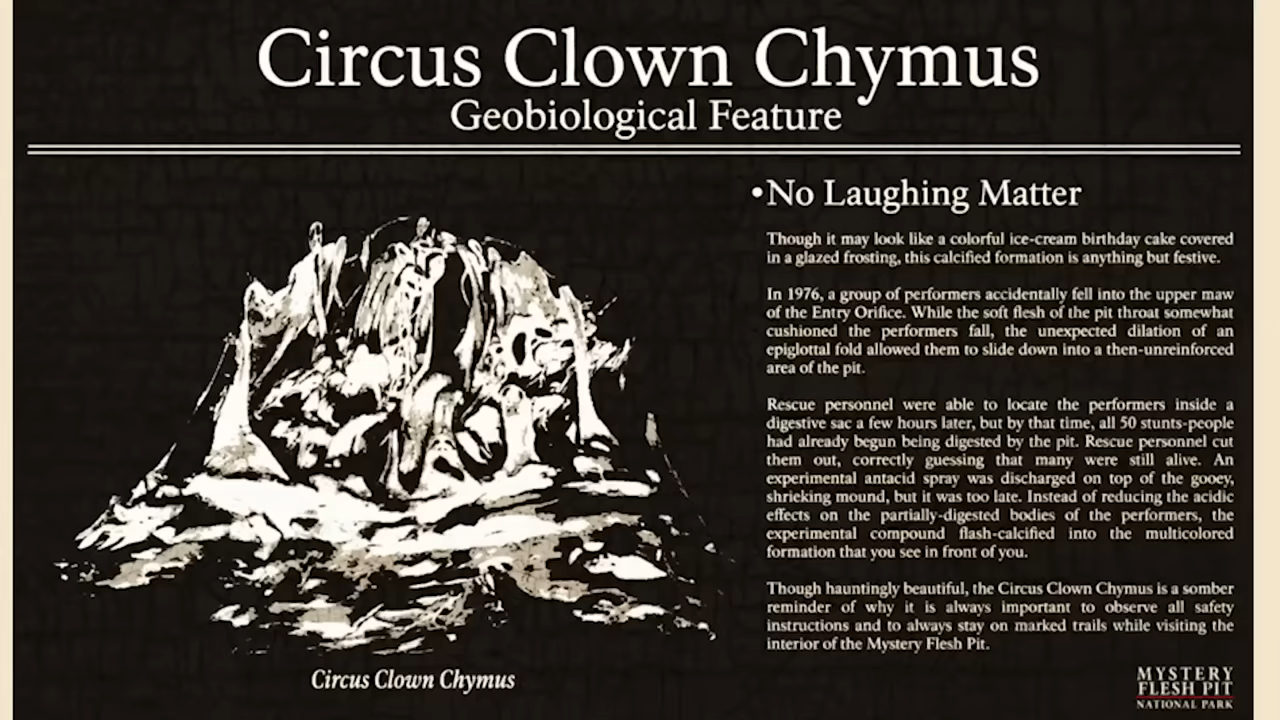 Circus Clown Chymus
Geobiological Feature
•No Laughing Matter
Though it may look like a colorful ice-cream birthday cake covered
in a glazed frosting, this calcified formation is anything but festive.
In 1976, a group of performers accidentally fell into the upper maw
of the Entry Orifice. While the soft flesh of the pit throat somewhat
cushioned the performers fall, the unexpected dilation of an
epiglottal fold allowed them to slide down into a then-unreinforced
area of the pit.
Rescue personnel were able to locate the performers inside a
digestive sac a few hours later, but by that time, all 50 stunts-people
had already begun being digested by the pit. Rescue personnel cut
them out, correctly guessing that many were still alive. An
experimental antacid spray was discharged on top of the gooey,
shrieking mound, but it was too late. Instead of reducing the acidic
effects on the partially-digested bodies of the performers, the
experimental compound flash-calcified into the multicolored
formation that you see in front of you.
Though hauntingly beautiful, the Circus Clown Chymus is a somber
reminder of why it is always important to observe all safety
instructions and to always stay on marked trails while visiting the
interior of the Mystery Flesh Pit.
Circus Clown Chymus
MYSTERY
FLESH PIT
NATIONAL PARK